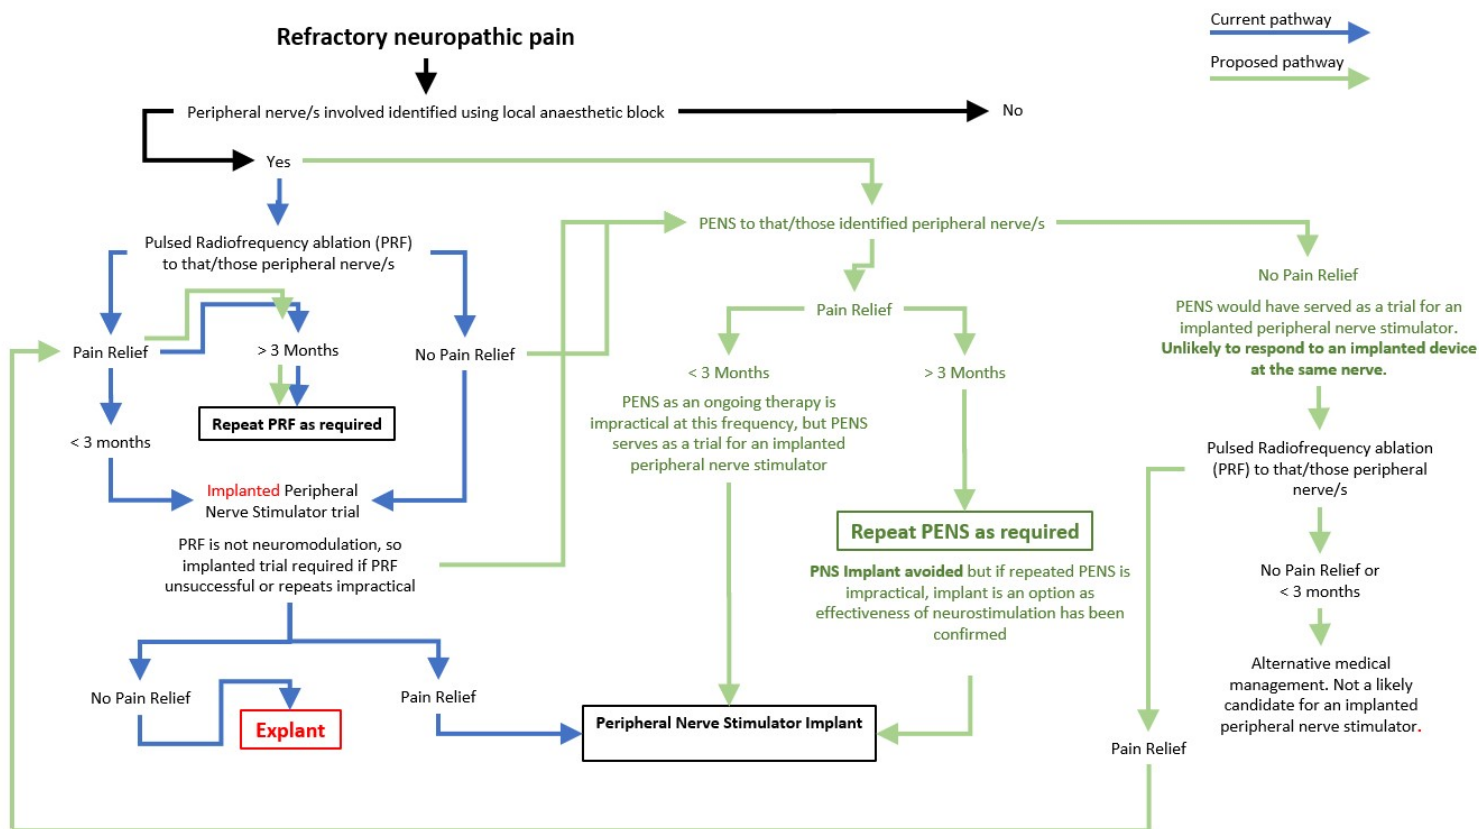 Current pathway
Refractory neuropathic pain
Proposed pathway
Peripheral nerve/s involved identified using local anaesthetic block
No
Yes
PENS to that/those identified peripheral nerve/s
Pulsed Radiofrequency ablation (PRF)
to that/those peripheral nerve/s
Pain Relief
> 3 Months
No Pain Relief
Repeat PRF as required
< 3 months
Implanted Peripheral
Nerve Stimulator trial
PRF is not neuromodulation, so
implanted trial required if PRF
unsuccessful or repeats impractical
No Pain Relief
Explant
Pain Relief
Pain Relief
< 3 Months
PENS as an ongoing therapy is
impractical at this frequency, but PENS
serves as a trial for an implanted
peripheral nerve stimulator
> 3 Months
Repeat PENS as required
PNS Implant avoided but if repeated PENS is
impractical, implant is an option as
effectiveness of neurostimulation has been
confirmed
Peripheral Nerve Stimulator Implant
No Pain Relief
PENS would have served as a trial for an
implanted peripheral nerve stimulator.
Unlikely to respond to an implanted device
at the same nerve.
Pulsed Radiofrequency ablation
(PRF) to that/those peripheral
nerve/s
No Pain Relief or
< 3 months
Alternative medical
management. Not a likely
candidate for an implanted
peripheral nerve stimulator.
Pain Relief